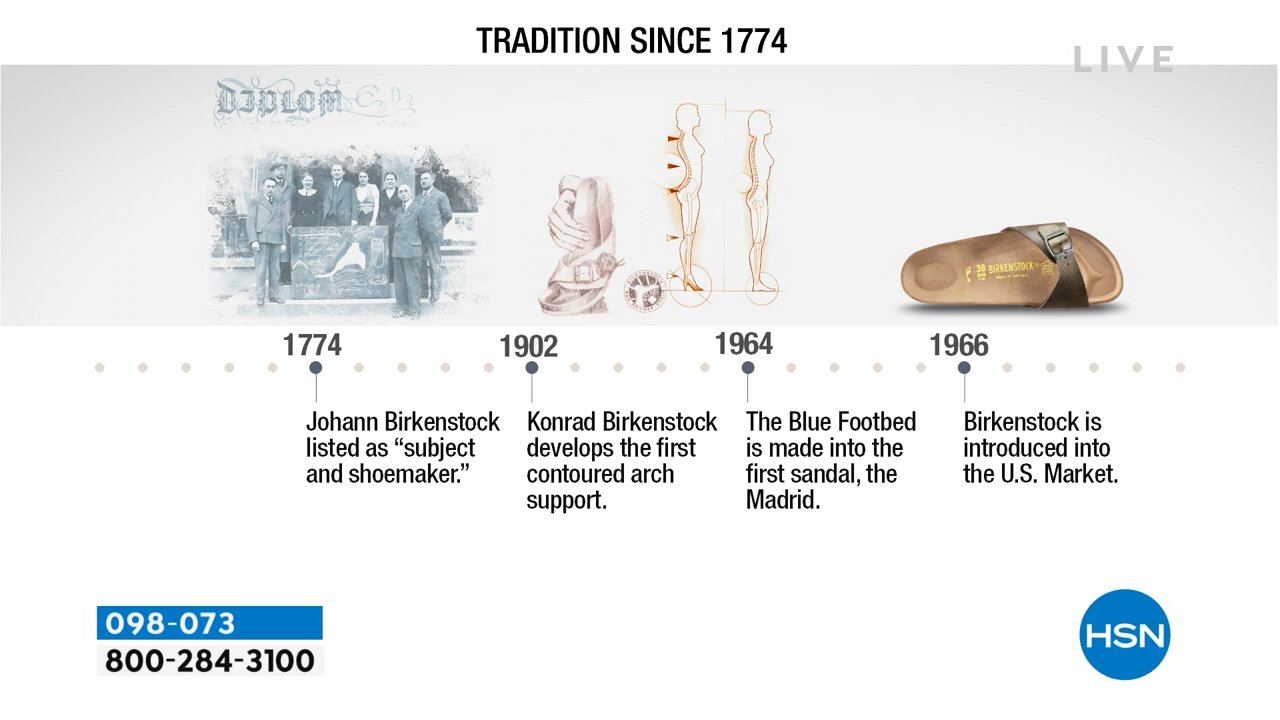 TRADITION SINCE 1774
LIVE
Diplom
38
BIRKENSTOCK
1774
1902
1964
1966
Johann Birkenstock
listed as “subject
and shoemaker.”
Konrad Birkenstock
develops the first
contoured arch
support.
The Blue Footbed
is made into the
first sandal, the
Madrid.
Birkenstock is
introduced into
the U.S. Market.
098-073
800-284-3100
HSN